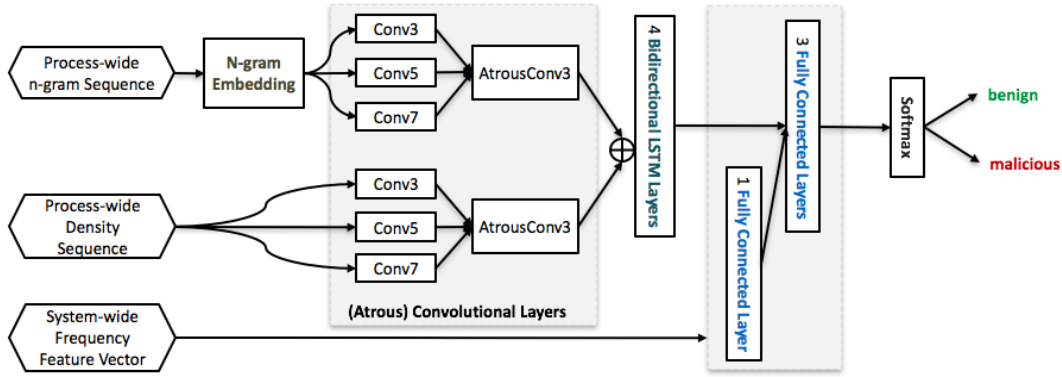 Process-wide
n-gram Sequence
N-gram
Embedding
Conv3
Conv5
Conv7
AtrousConv3
Process-wide
Density
Sequence
Conv3
Conv5
Conv7
AtrousConv3
(Atrous) Convolutional Layers
System-wide
Frequency
Feature Vector
4 Bidirectional LSTM Layers
1 Fully Connected Layer
3 Fully Connected Layers
Softmax
benign
malicious